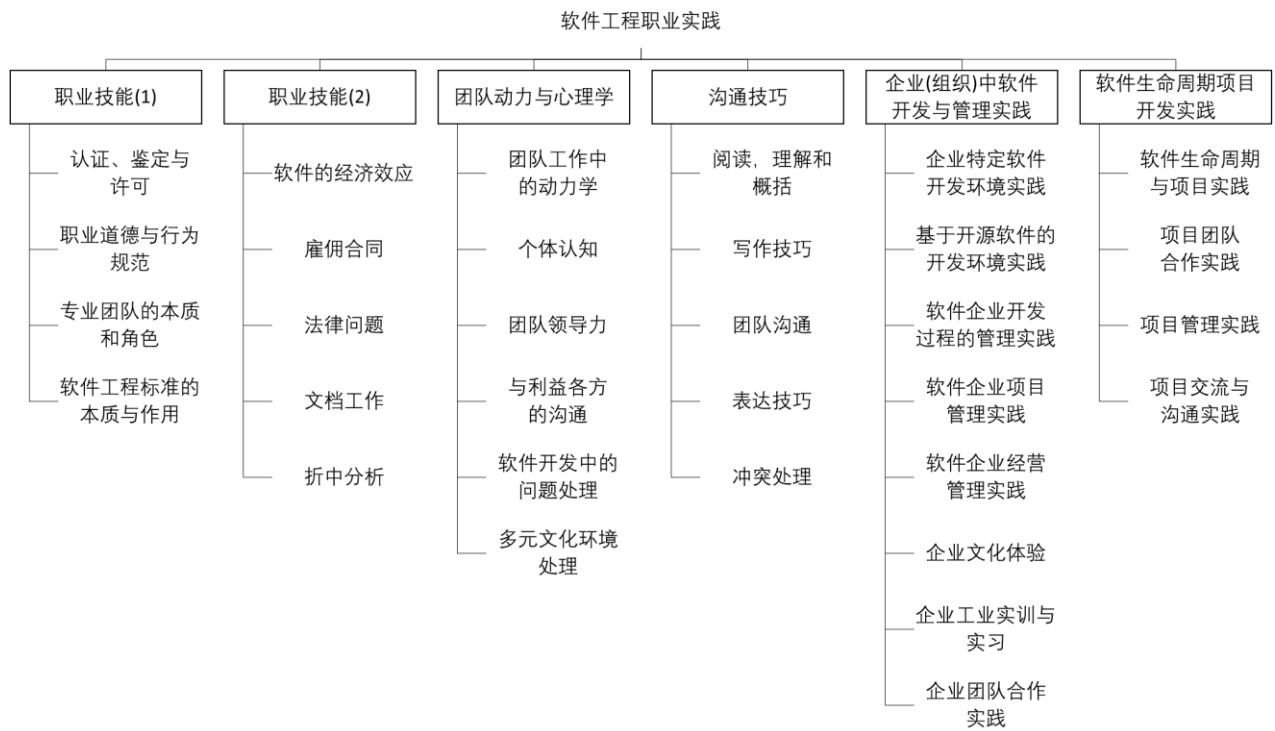 软件工程职业实践
职业技能(1)
认证、鉴定与
许可
职业道德与行为
规范
专业团队的本质
和角色
软件工程标准的
本质与作用
职业技能(2)
软件的经济效应
雇佣合同
法律问题
文档工作
折中分析
团队动力与心理学
团队工作中
的动力学
个体认知
团队领导力
与利益各方
的沟通
软件开发中的
问题处理
多元文化环境
处理
沟通技巧
阅读，理解和
概括
写作技巧
团队沟通
表达技巧
冲突处理
企业(组织)中软件
开发与管理实践
企业特定软件
开发环境实践
基于开源软件的
开发环境实践
软件企业开发
过程的管理实践
软件企业项目
管理实践
软件企业经营
管理实践
企业文化体验
企业工业实训与
实习
企业团队合作
实践
软件生命周期项目
开发实践
软件生命周期
与项目实践
项目团队
合作实践
项目管理实践
项目交流与
沟通实践